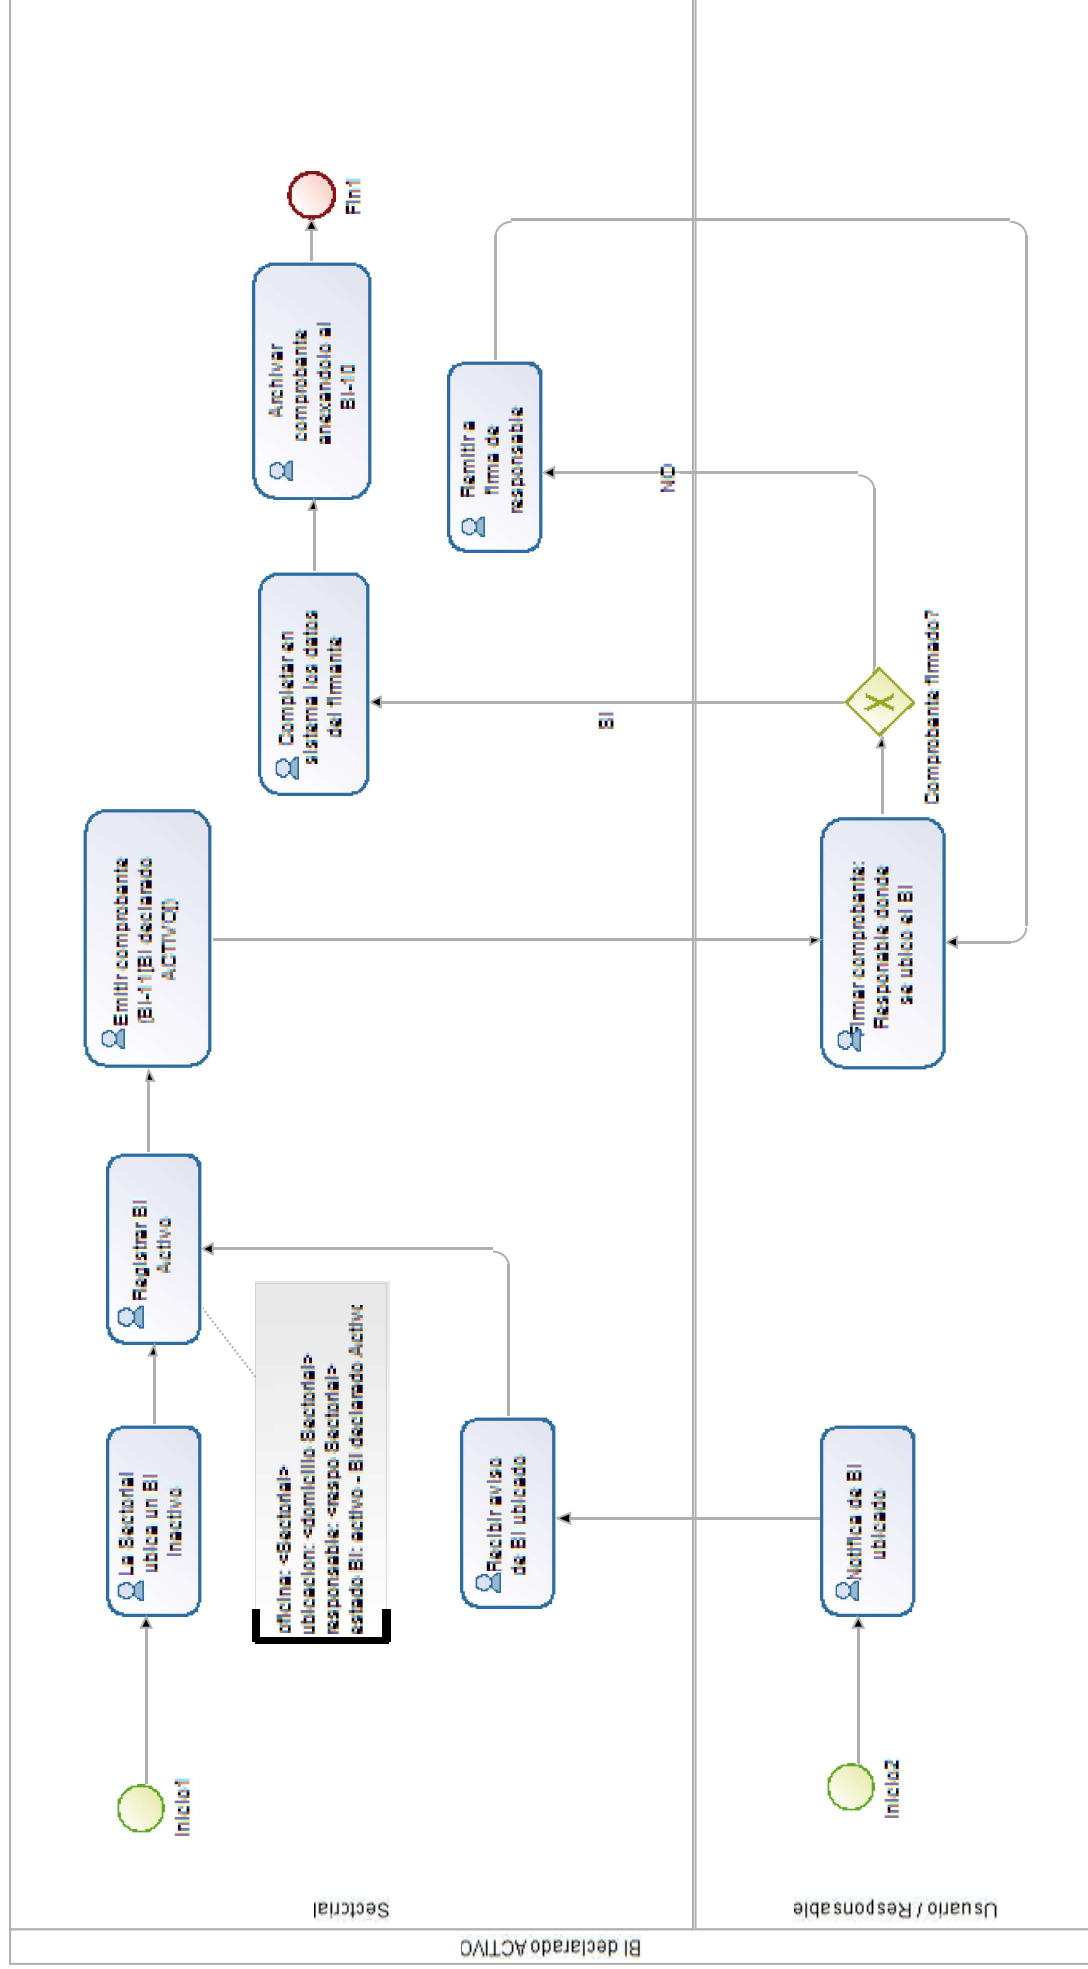 BI declarado ACTIVO
Sectorial
Usuario / Responsable
Inicio1
La Sectorial
ubica un BI
Inactivo
Registrar BI
Activo
Emitir comprobante
(BI-11[BI declarado
ACTIVO])
oficina: <Sectorial>
ubicacion: <domicilio Sectorial>
responsable: <respo Sectorial>
estado BI: activo - BI declarado Activo
Recibir aviso
de BI ubicado
Completar en
sistema los datos
del firmante
Archivar
comprobante
anexandolo al
BI-10
Fin1
Remitir a
firma de
responsable
SI
NO
Inicio2
Notifica de BI
ubicado
Firmar comprobante:
Responable donde
se ubico el BI
Comprobante firmado?